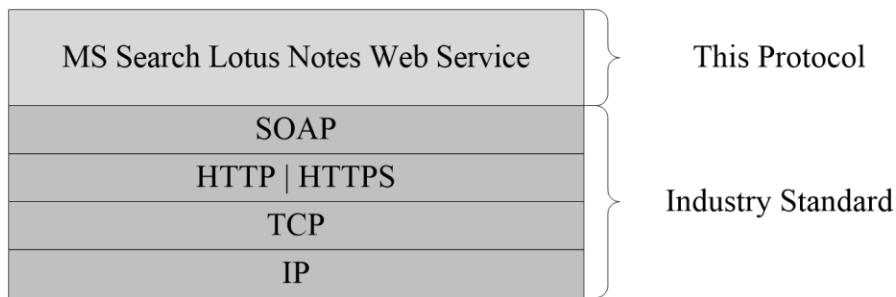 MS Search Lotus Notes Web Service
This Protocol
SOAP
HTTP | HTTPS
TCP
IP
Industry Standard